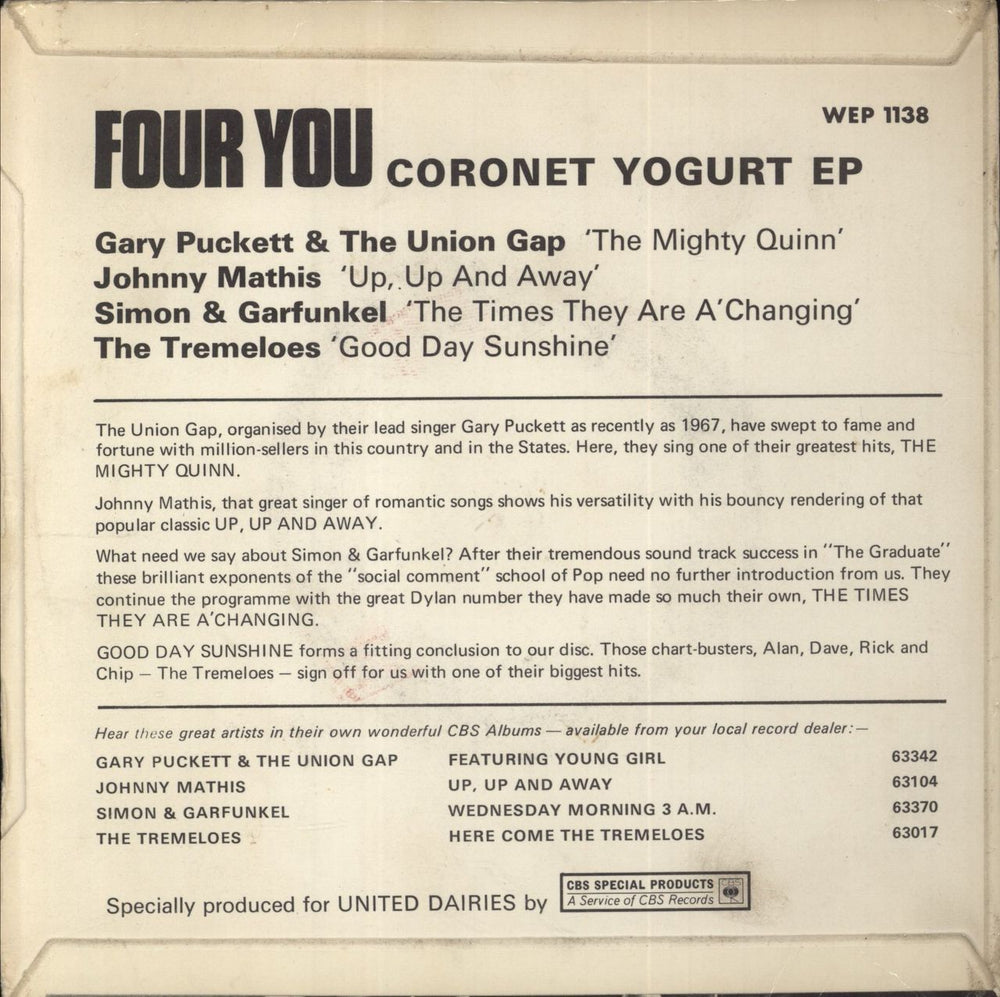 WEP 1138
FOUR YOU CORONET YOGURT EP
Gary Puckett & The Union Gap 'The Mighty Quinn'
Johnny Mathis 'Up, Up And Away'
Simon & Garfunkel 'The Times They Are A'Changing'
The Tremeloes 'Good Day Sunshine'
The Union Gap, organised by their lead singer Gary Puckett as recently as 1967, have swept to fame and
fortune with million-sellers in this country and in the States. Here, they sing one of their greatest hits, THE
MIGHTY QUINN.
Johnny Mathis, that great singer of romantic songs shows his versatility with his bouncy rendering of that
popular classic UP, UP AND AWAY.
What need we say about Simon & Garfunkel? After their tremendous sound track success in "The Graduate"
these brilliant exponents of the "social comment" school of Pop need no further introduction from us. They
continue the programme with the great Dylan number they have made so much their own, THE TIMES
THEY ARE A'CHANGING.
GOOD DAY SUNSHINE forms a fitting conclusion to our disc. Those chart-busters, Alan, Dave, Rick and
Chip — The Tremeloes — sign off for us with one of their biggest hits.
Hear these great artists in their own wonderful CBS Albums — available from your local record dealer:—
GARY PUCKETT & THE UNION GAP FEATURING YOUNG GIRL 63342
JOHNNY MATHIS UP, UP AND AWAY 63104
SIMON & GARFUNKEL WEDNESDAY MORNING 3 A.M. 63370
THE TREMELOES HERE COME THE TREMELOES 63017
Specially produced for UNITED DAIRIES by
CBS SPECIAL PRODUCTS
A Service of CBS Records
CBS